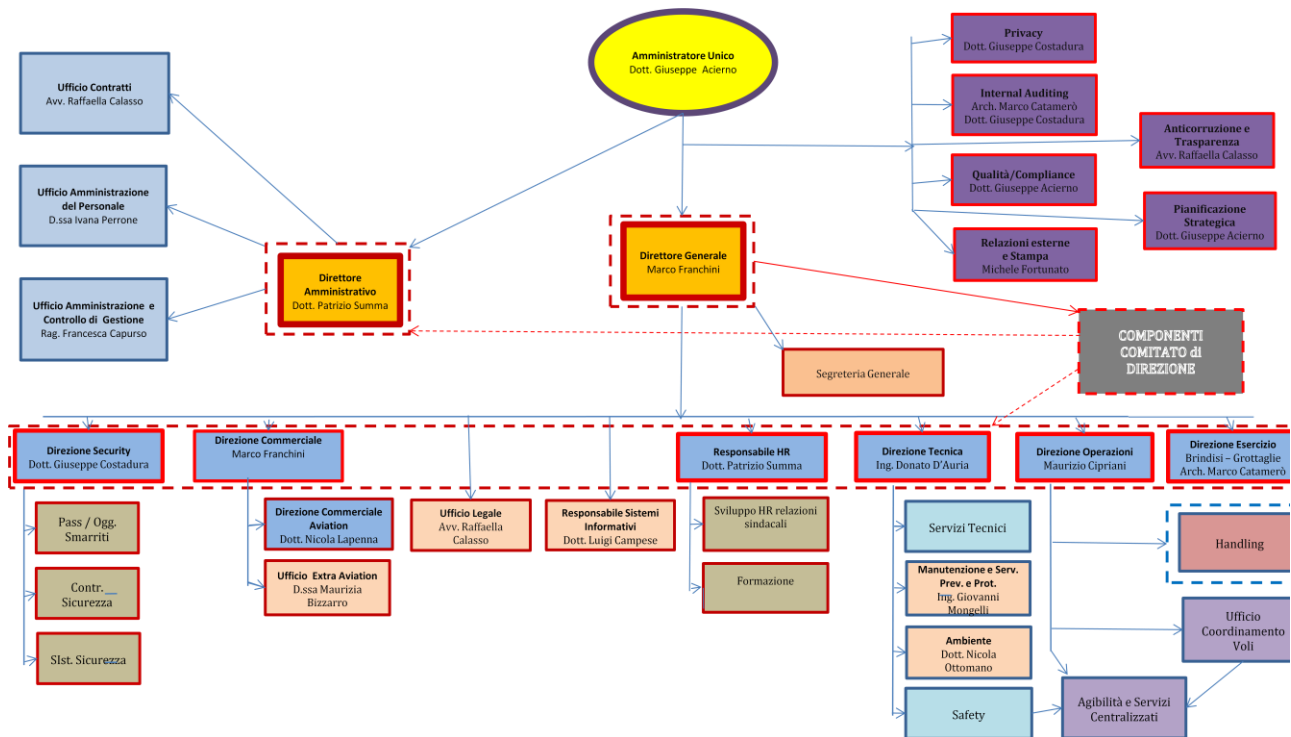 Amministratore Unico
Dott. Giuseppe Acierno
Privacy
Dott. Giuseppe Costadura
Internal Auditing
Arch. Marco Catamerò
Dott. Giuseppe Costadura
Anticorruzione e
Trasparenza
Avv. Raffaella Calasso
Qualità/Compliance
Dott. Giuseppe Acierno
Pianificazione
Strategica
Dott. Giuseppe Acierno
Relazioni esterne
e Stampa
Michele Fortunato
Ufficio Contratti
Avv. Raffaella Calasso
Ufficio Amministrazione
del Personale
D.ssa Ivana Perrone
Ufficio Amministrazione e
Controllo di Gestione
Rag. Francesca Capurso
Direttore
Amministrativo
Dott. Patrizio Summa
Direttore Generale
Marco Franchini
Segreteria Generale
COMPONENTI
COMITATO di
DIREZIONE
Direzione Security
Dott. Giuseppe Costadura
Direzione Commerciale
Marco Franchini
Responsabile HR
Dott. Patrizio Summa
Direzione Tecnica
Ing. Donato D'Auria
Direzione Operazioni
Maurizio Cipriani
Direzione Esercizio
Brindisi – Grottaglie
Arch. Marco Catamerò
Pass / Ogg.
Smarriti
Contr.
Sicurezza
SIst. Sicurezza
Direzione Commerciale
Aviation
Dott. Nicola Lapenna
Ufficio Extra Aviation
D.ssa Maurizia
Bizzarro
Ufficio Legale
Avv. Raffaella
Calasso
Responsabile Sistemi
Informativi
Dott. Luigi Campese
Sviluppo HR relazioni
sindacali
Formazione
Servizi Tecnici
Manutenzione e Serv.
Prev. e Prot.
Ing. Giovanni
Mongelli
Ambiente
Dott. Nicola
Ottomano
Safety
Handling
Ufficio
Coordinamento
Voli
Agibilità e Servizi
Centralizzati